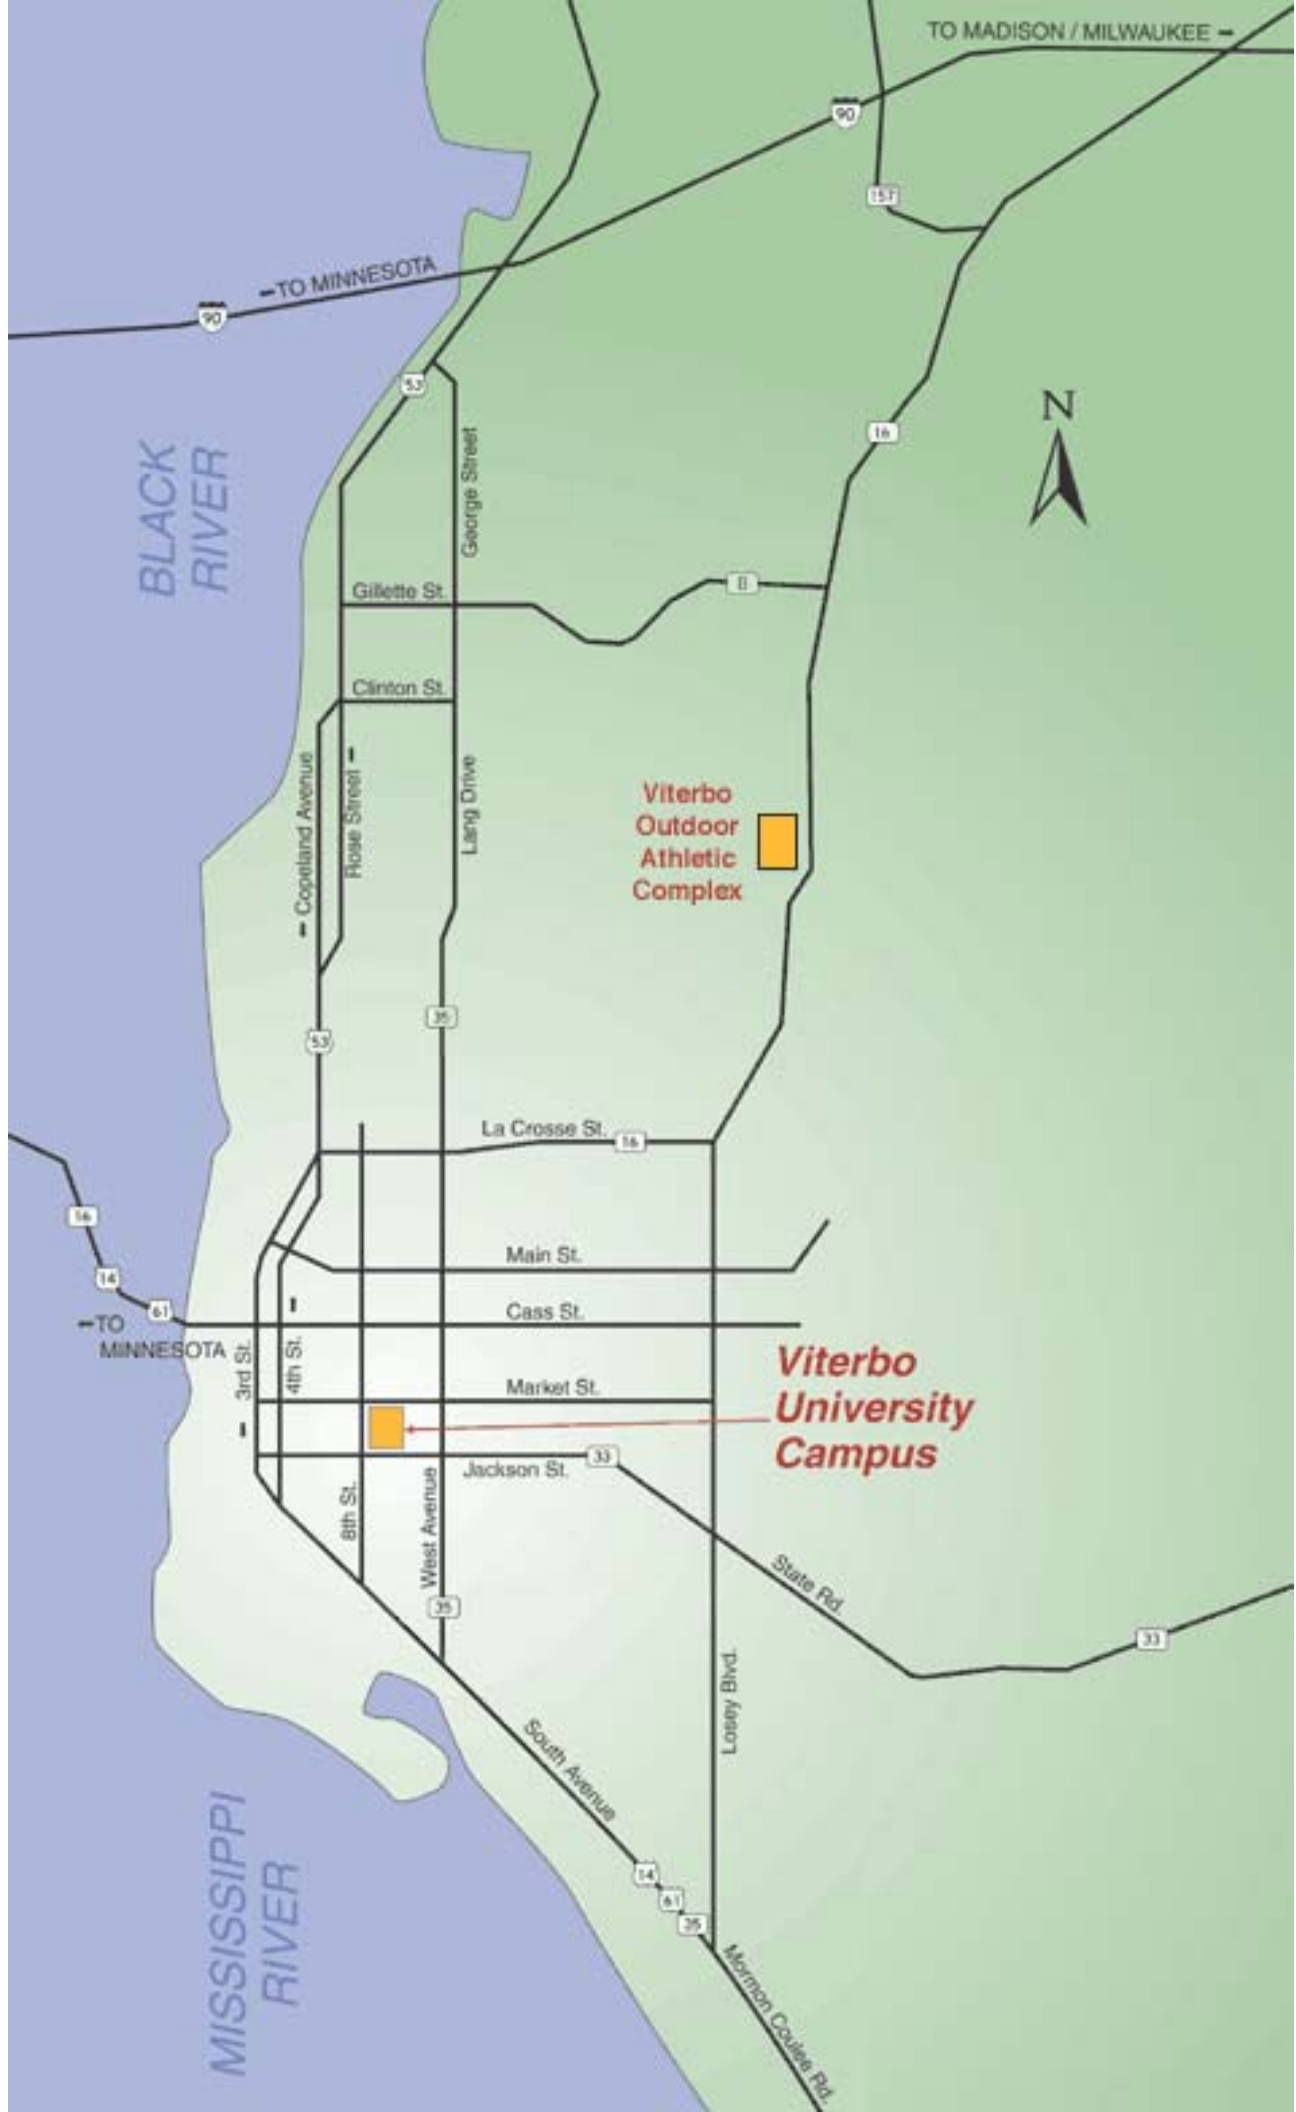 TO MADISON / MILWAUKEE
90
157
TO MINNESOTA
90
53
N
16
BLACK
RIVER
George Street
B
Gillette St.
Clinton St.
Copeland Avenue
Rose Street
Lang Drive
Viterbo
Outdoor
Athletic
Complex
35
53
La Crosse St.
16
16
14
61
Main St.
Cass St.
TO
MINNESOTA
3rd St.
4th St.
Market St.
Viterbo
University
Campus
33
Jackson St.
8th St.
West Avenue
35
State Rd.
33
Losey Blvd.
South Avenue
MISSISSIPPI
RIVER
14
61
35
Mormon Coulee Rd.